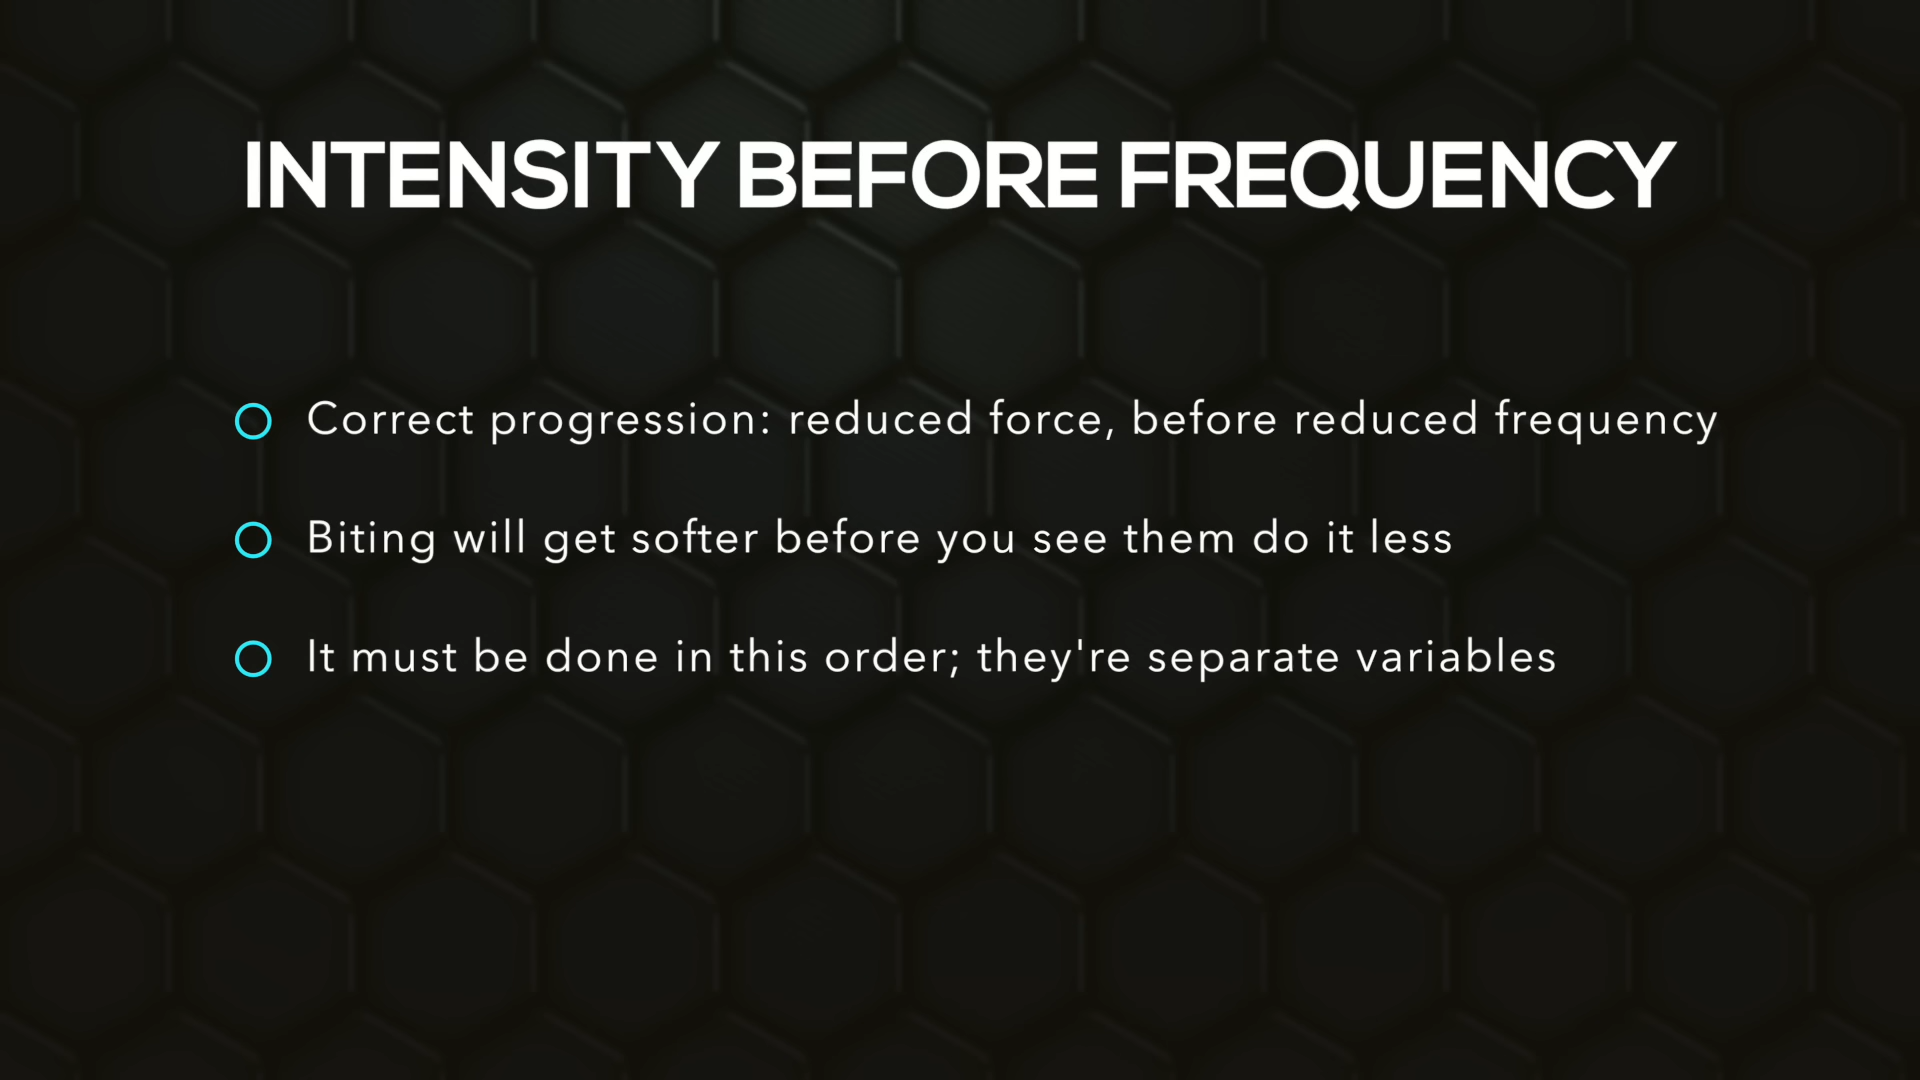 INTENSITY BEFORE FREQUENCY
Correct progression: reduced force, before reduced frequency
Biting will get softer before you see them do it less
It must be done in this order; they're separate variables